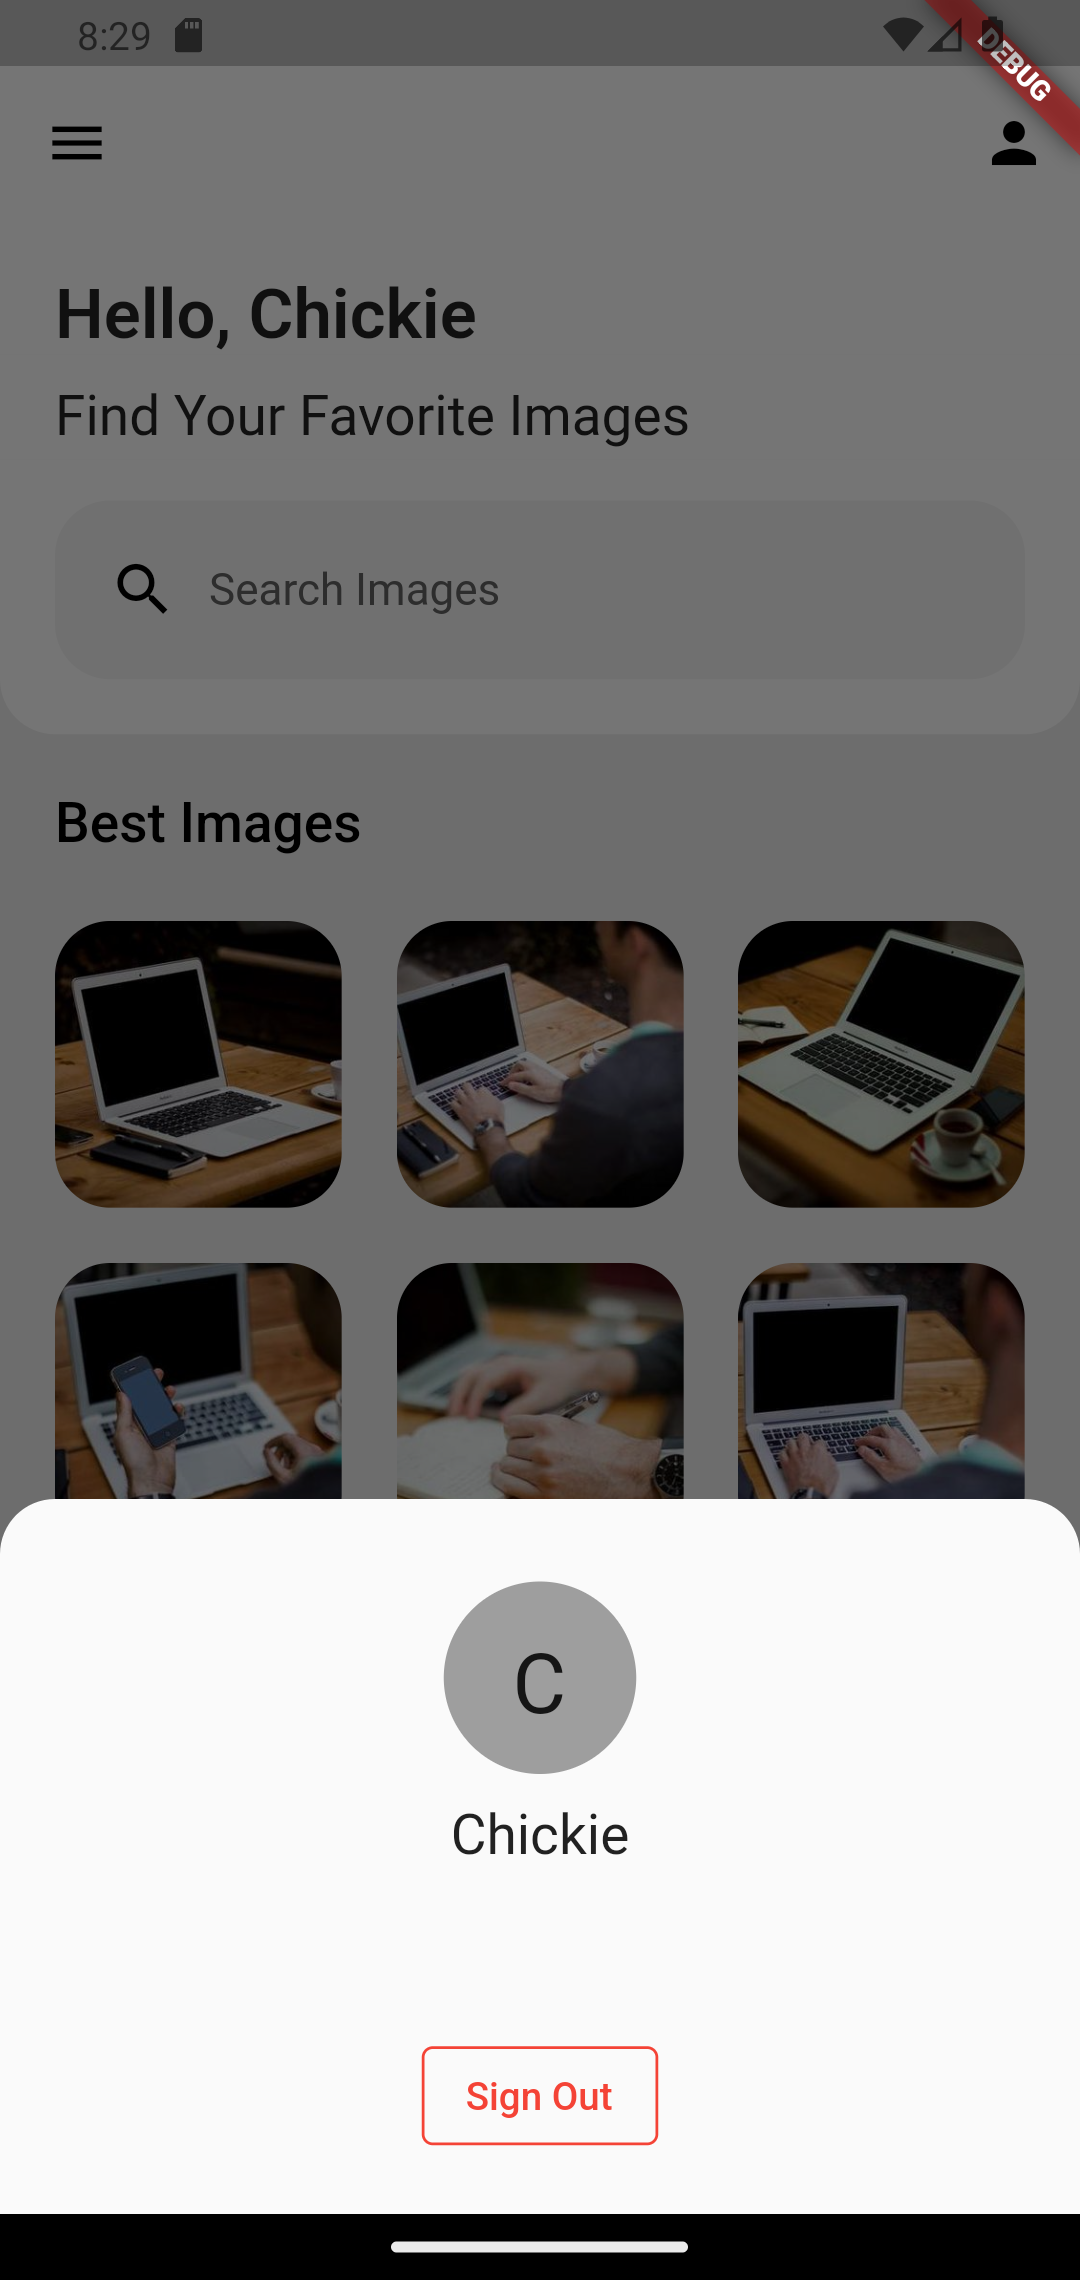 8:29
DEBUG
Hello, Chickie
Find Your Favorite Images
Search Images
Best Images
C
Chickie
Sign Out